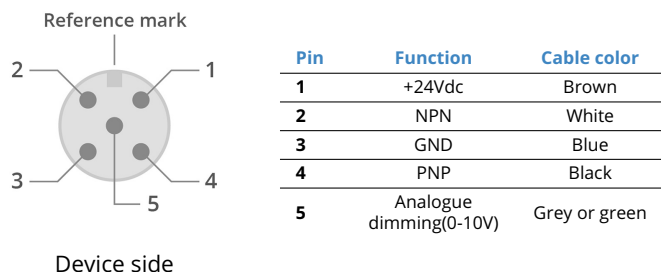 Reference mark
2
1
3
4
5
Device side
Pin Function Cable color
1 +24Vdc Brown
2 NPN White
3 GND Blue
4 PNP Black
5 Analogue dimming(0-10V) Grey or green